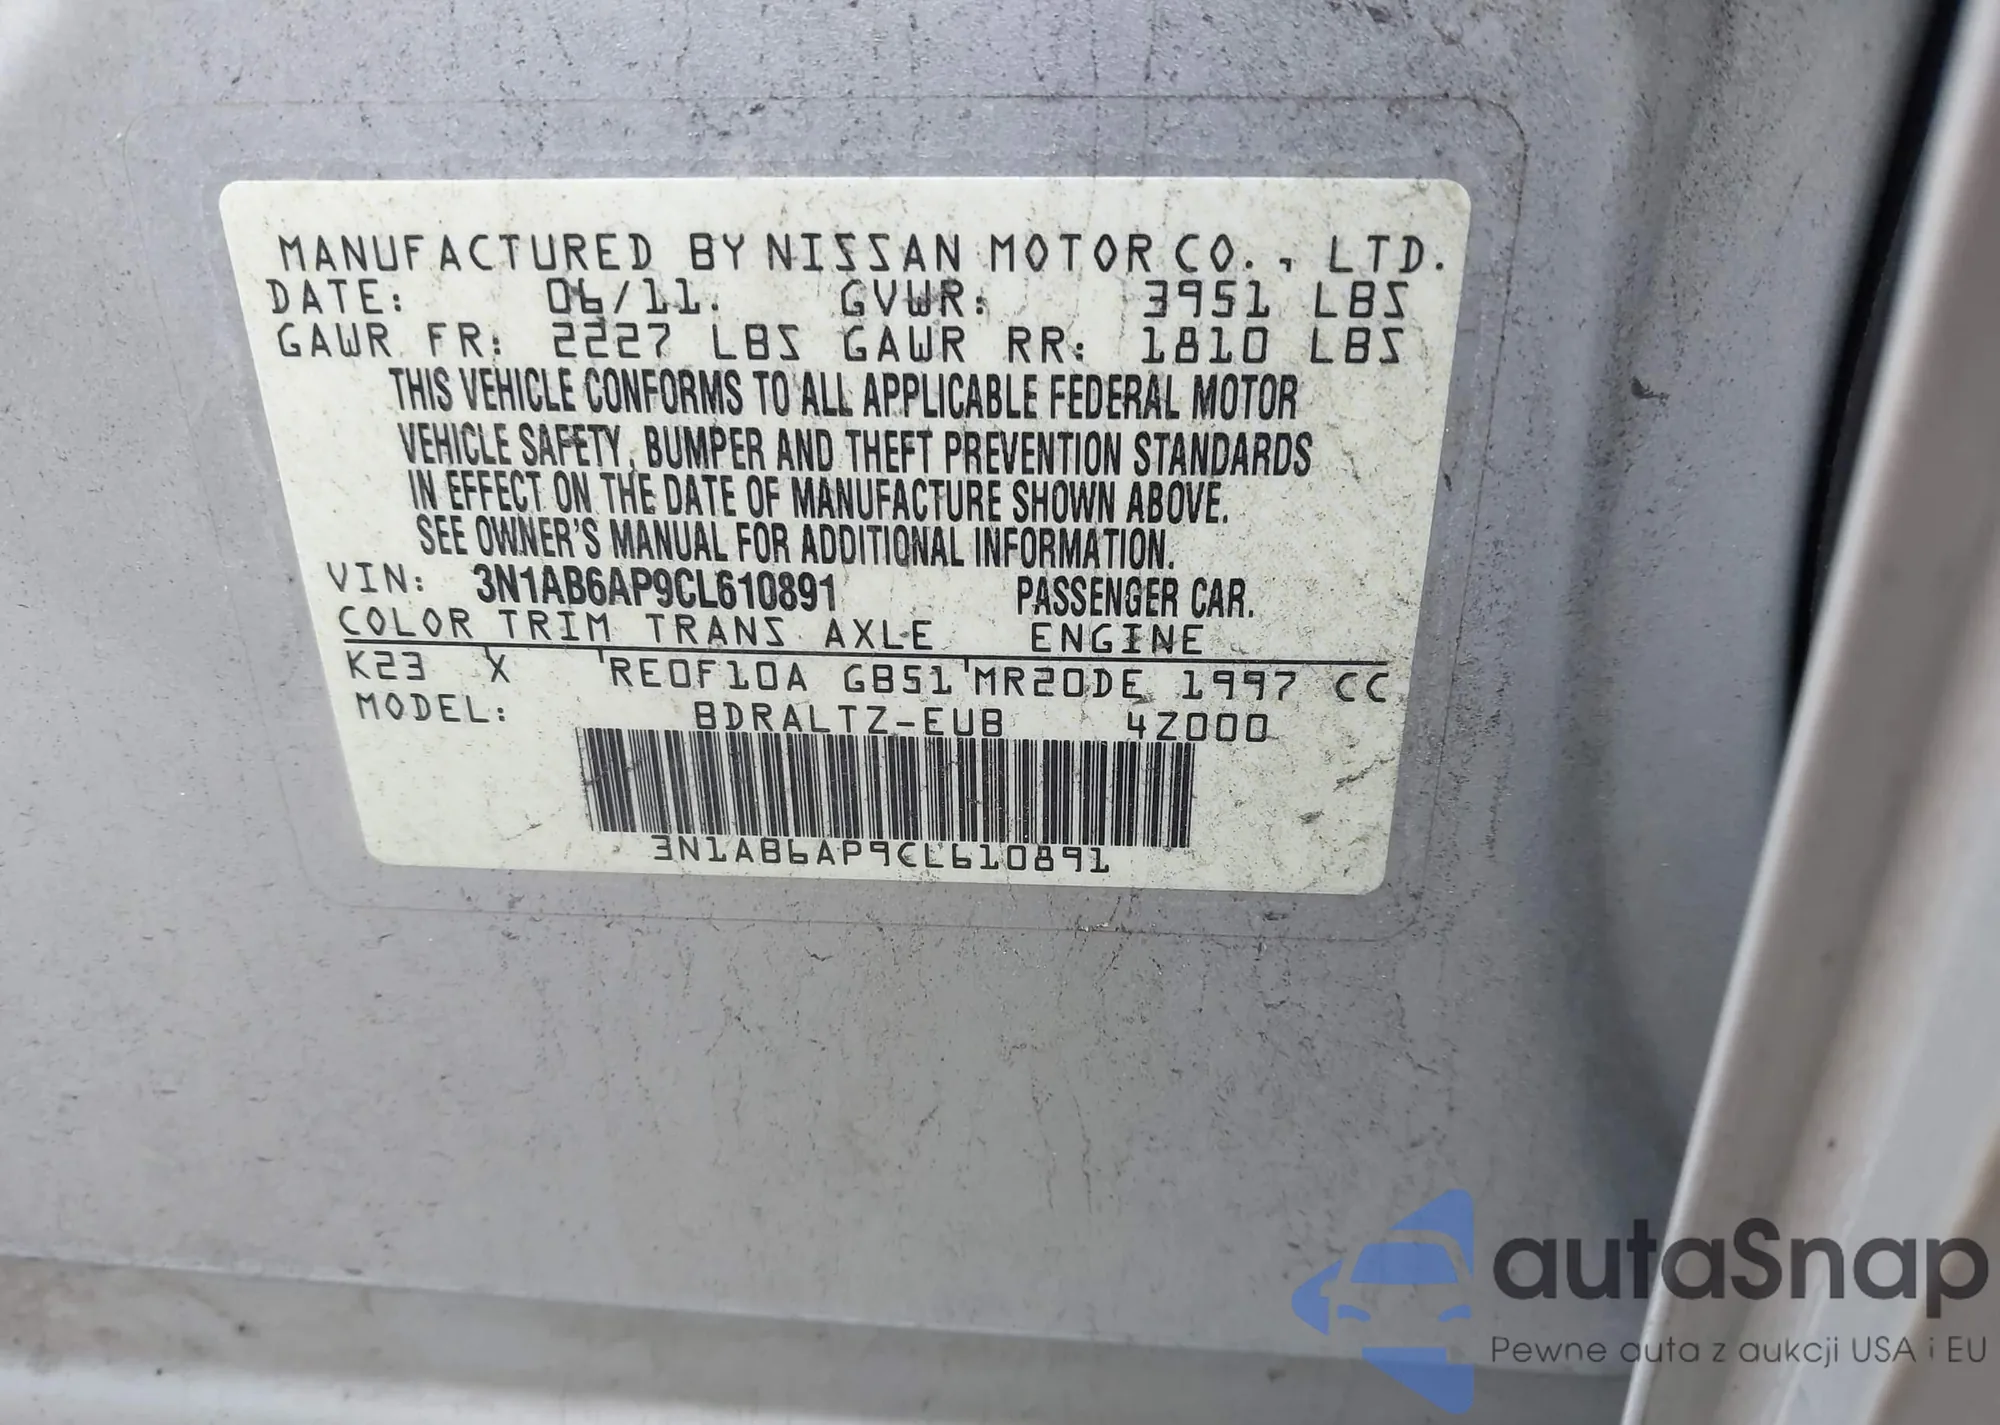 MANUFACTURED BY NISSAN MOTOR CO., LTD.
DATE: 06/11. GVWR: 3951 LBS
GAWR FR: 2227 LBS GAWR RR: 1810 LBS
THIS VEHICLE CONFORMS TO ALL APPLICABLE FEDERAL MOTOR
VEHICLE SAFETY, BUMPER AND THEFT PREVENTION STANDARDS
IN EFFECT ON THE DATE OF MANUFACTURE SHOWN ABOVE.
SEE OWNER'S MANUAL FOR ADDITIONAL INFORMATION.
VIN: 3N1AB6AP9CL610891 PASSENGER CAR.
COLOR TRIM TRANS AXLE ENGINE
K23 X RE0F10A GB51 MR20DE 1997 CC
MODEL: BDRALTZ-EUB 4Z000
3N1AB6AP9CL610891
autaSnap
Pewne auta z aukcji USA i EU